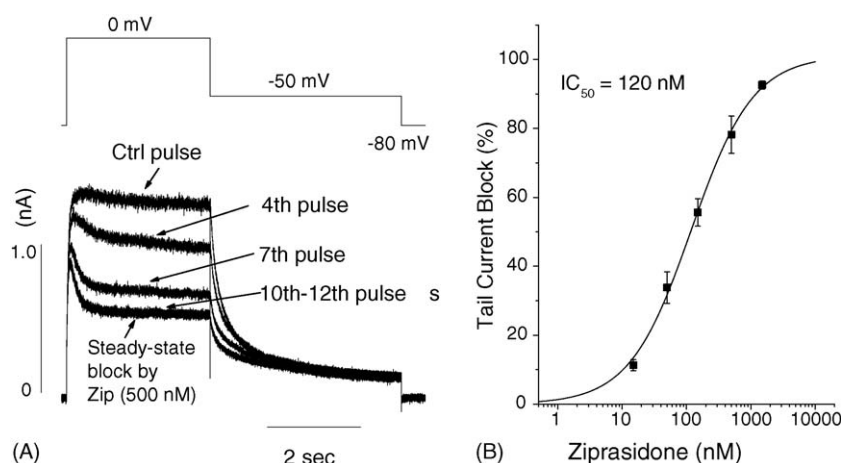 0 mV
-50 mV
-80 mV
Ctrl pulse
(nA)
4th pulse
1.0
7th pulse
10th-12th pulse s
Steady-state
block by
Zip (500 nM)
0
2 sec
(A)
100
80
60
40
20
0
Tail Current Block (%)
IC50 = 120 nM
1 10 100 1000 10000
Ziprasidone (nM)
(B)